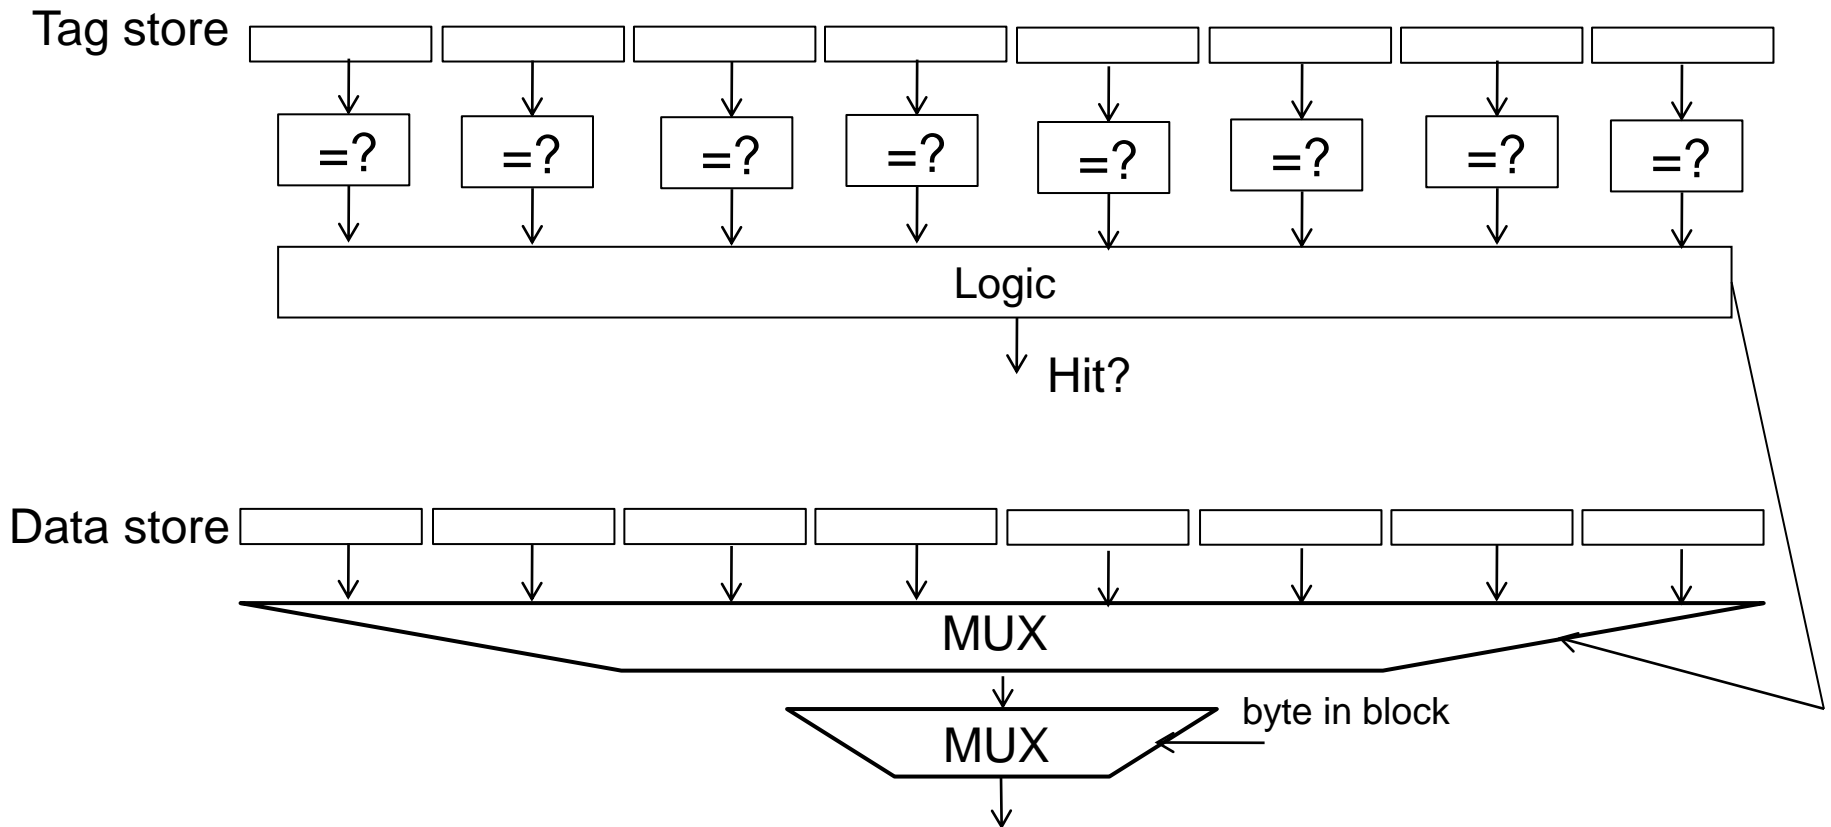 Tag store
=? =? =? =? =? =? =? =?
Logic
Hit?
Data store
MUX
byte in block
MUX